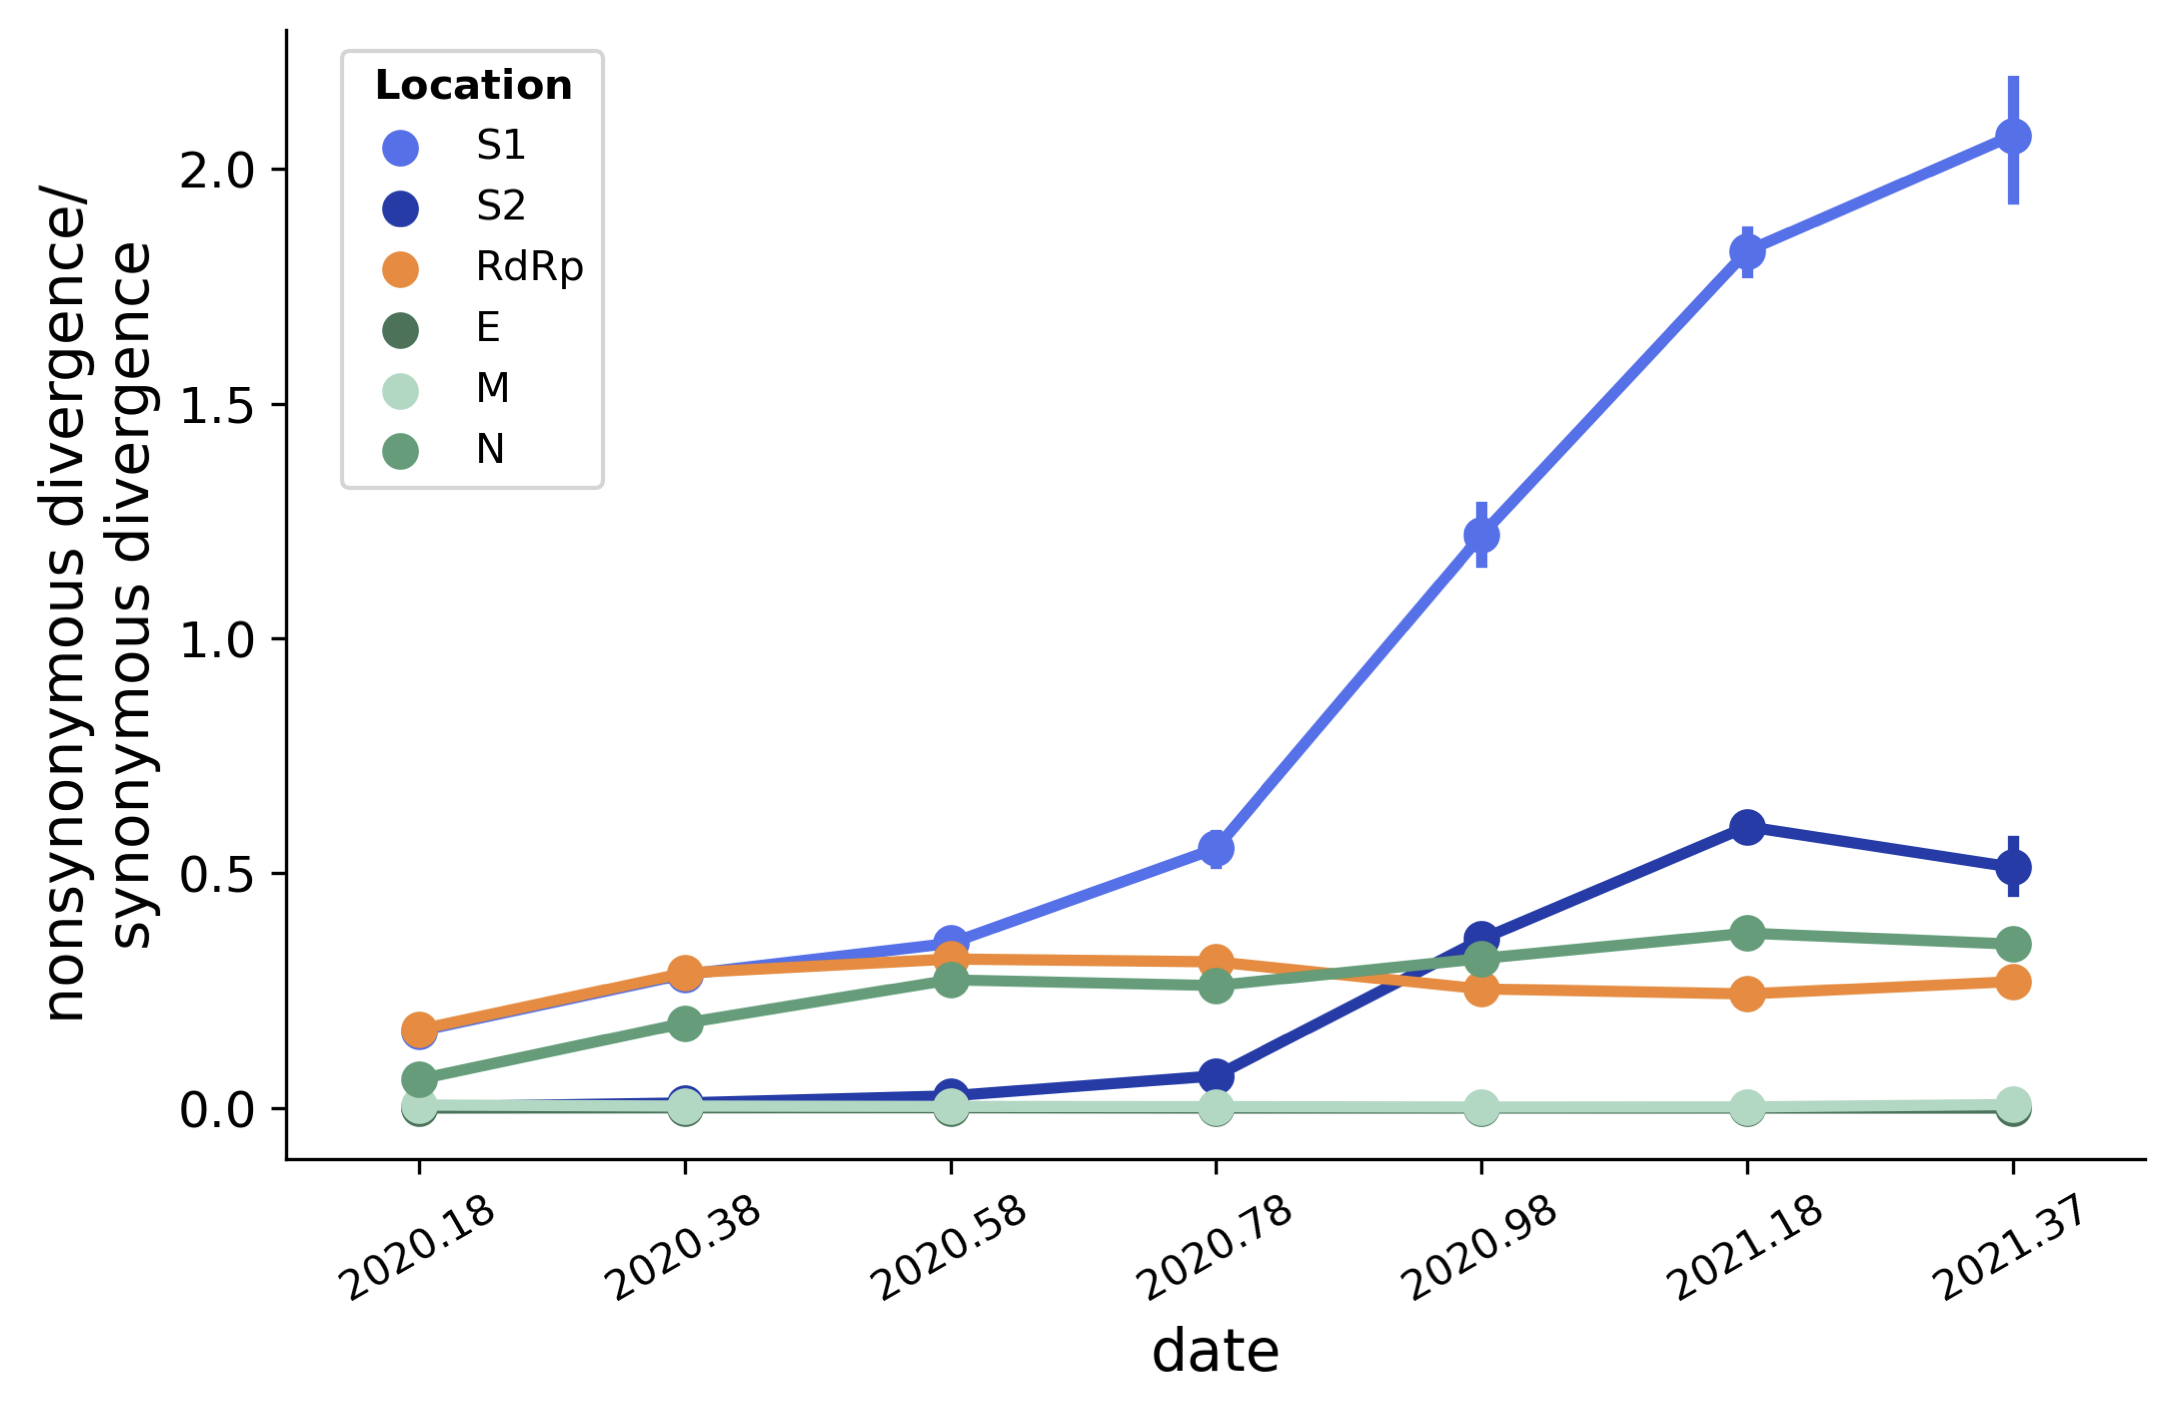 nonsynonymous divergence/
synonymous divergence
2.0
1.5
1.0
0.5
0.0
Location
S1
S2
RdRp
E
M
N
2020.18
2020.38
2020.58
2020.78
2020.98
2021.18
2021.37
date